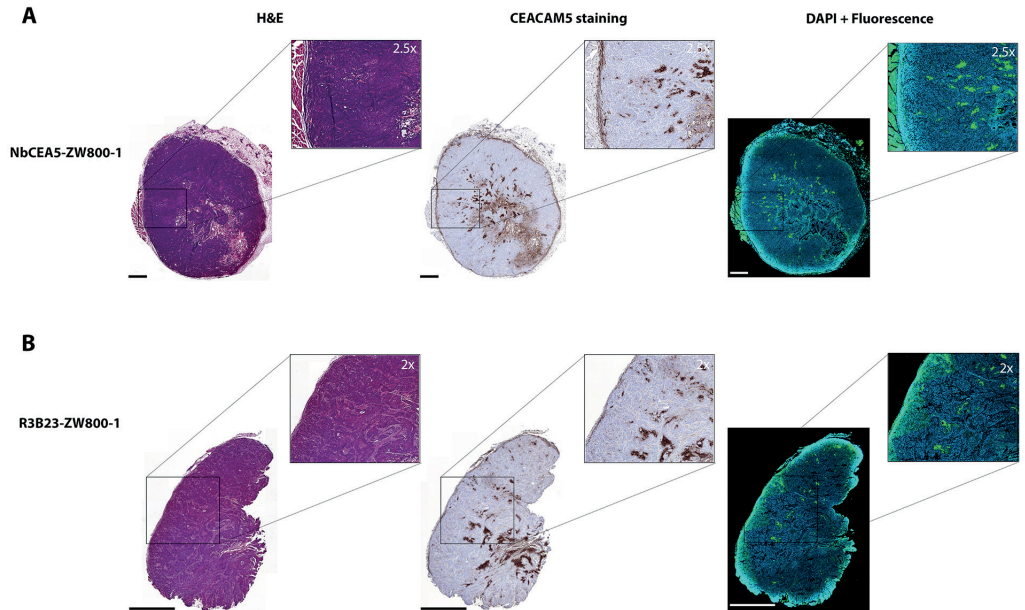 A
H&E
CEACAM5 staining
DAPI + Fluorescence
2.5x
2.5x
2.5x
NbCEA5-ZW800-1
B
2x
2x
2x
R3B23-ZW800-1